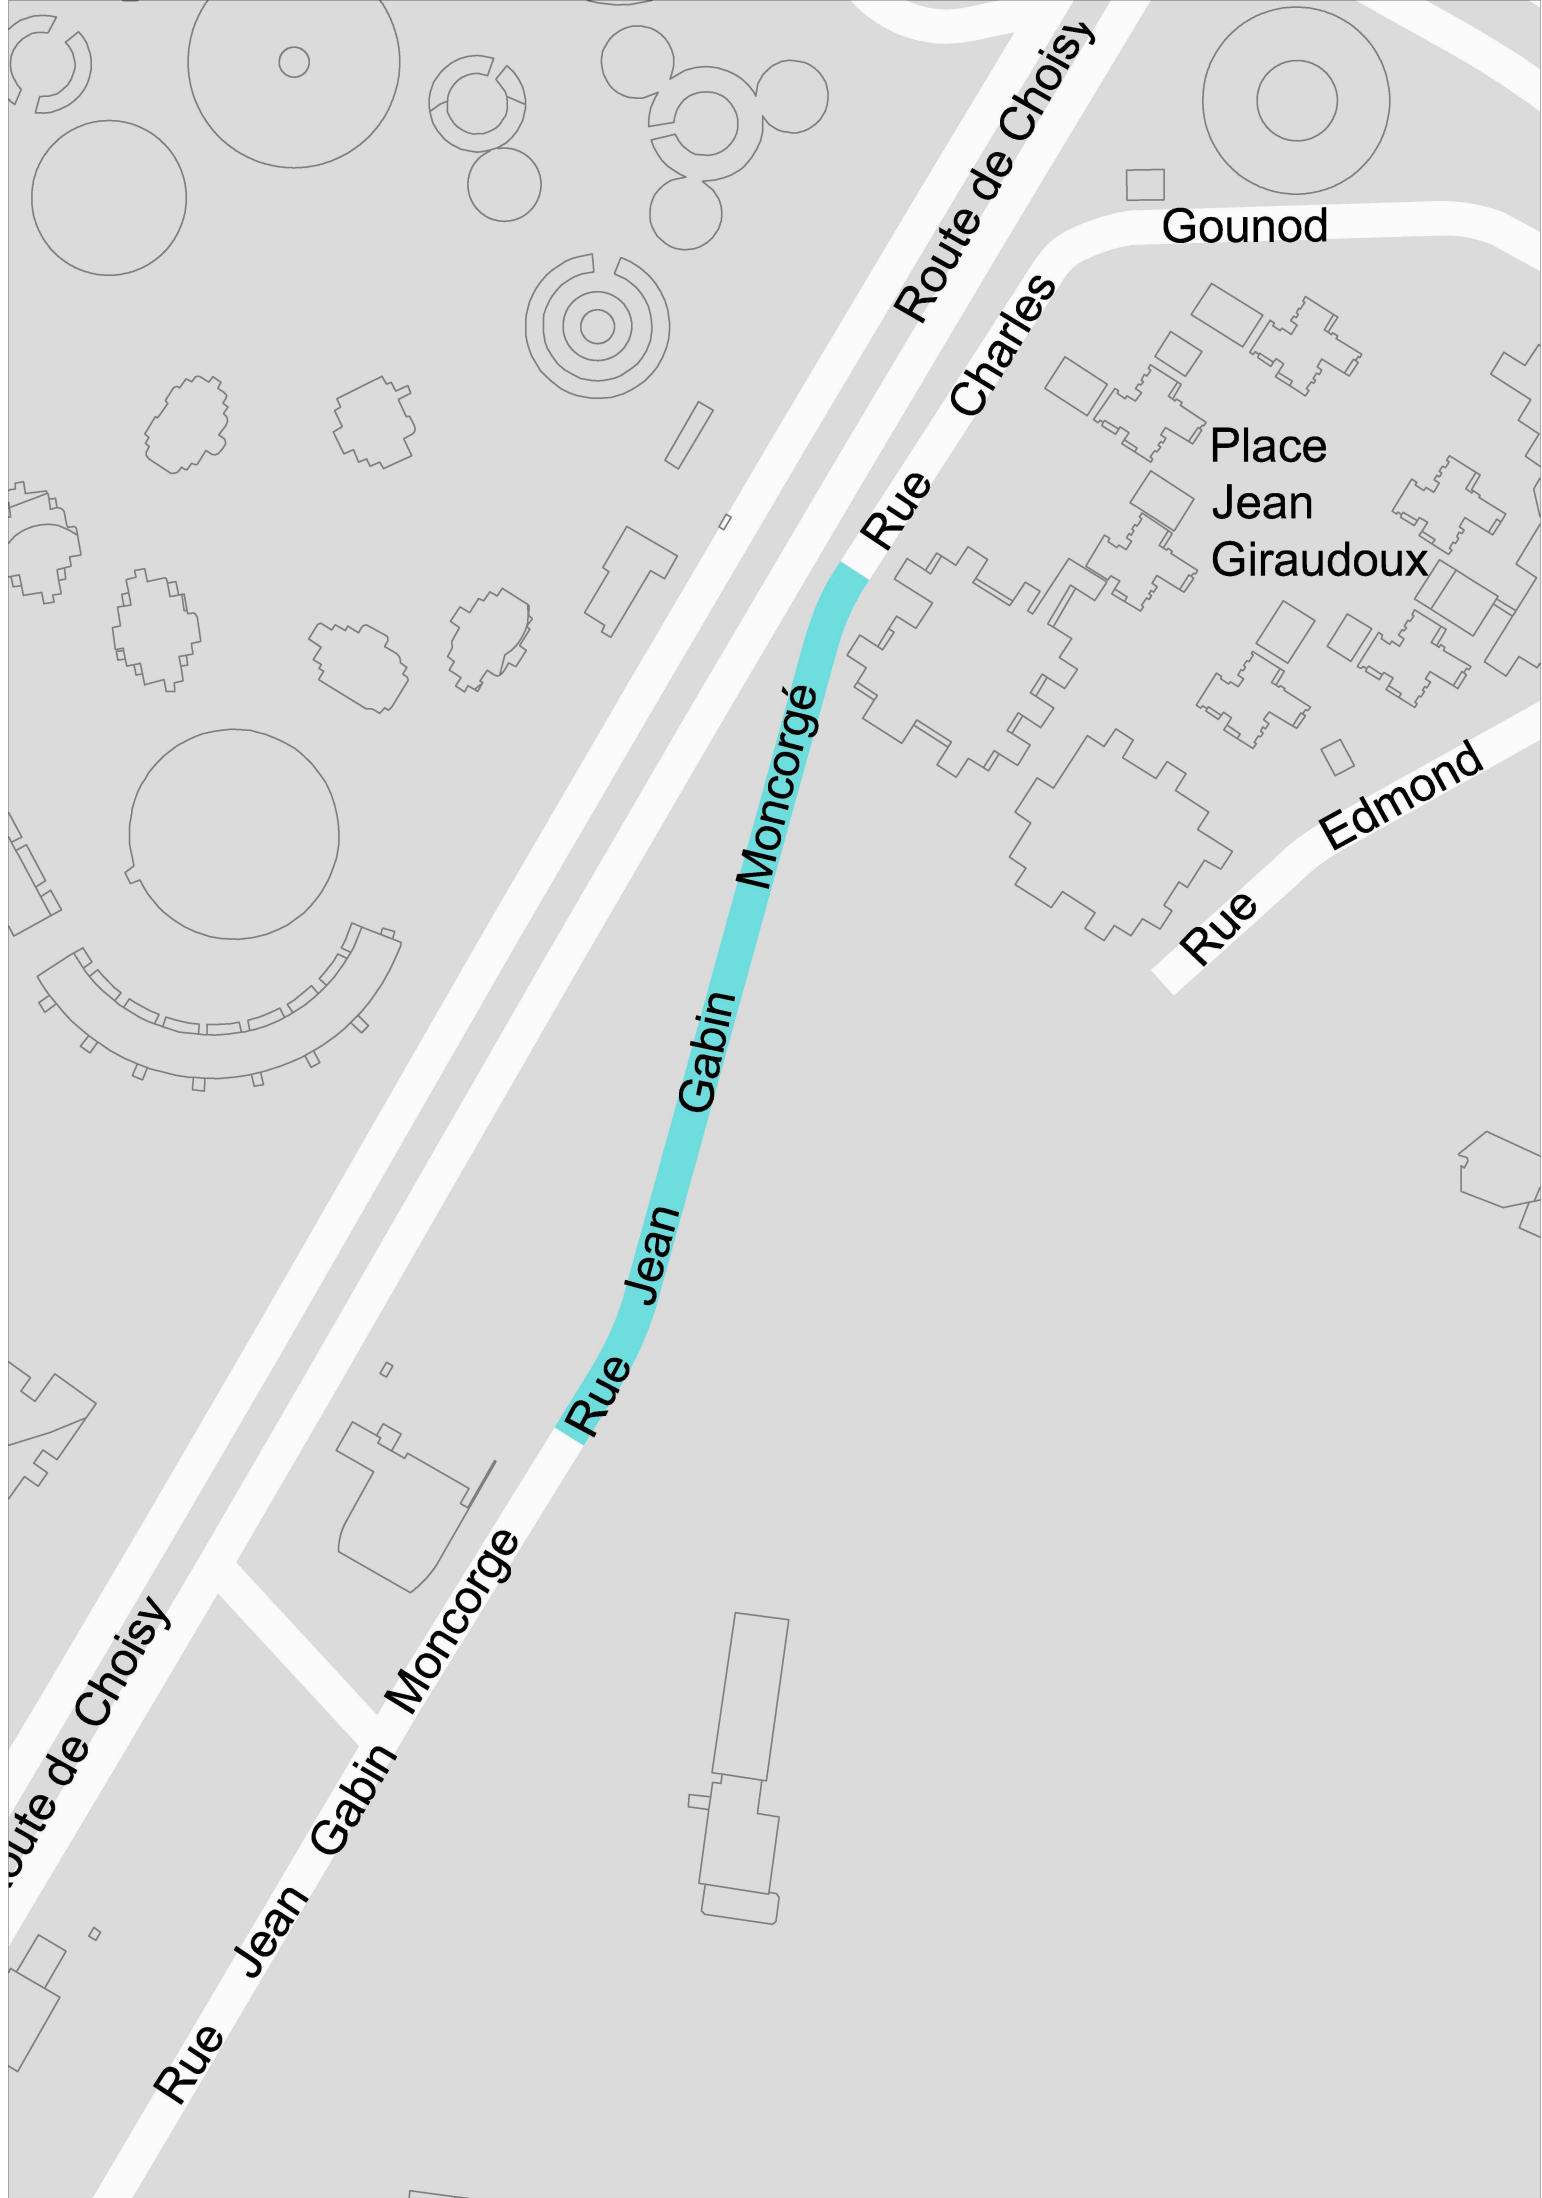 Route de Choisy
Gounod
Rue Charles
Place
Jean
Giraudoux
Rue Edmond
Rue Jean Gabin Moncorgé
Rue Jean Gabin Moncorge
oute de Choisy